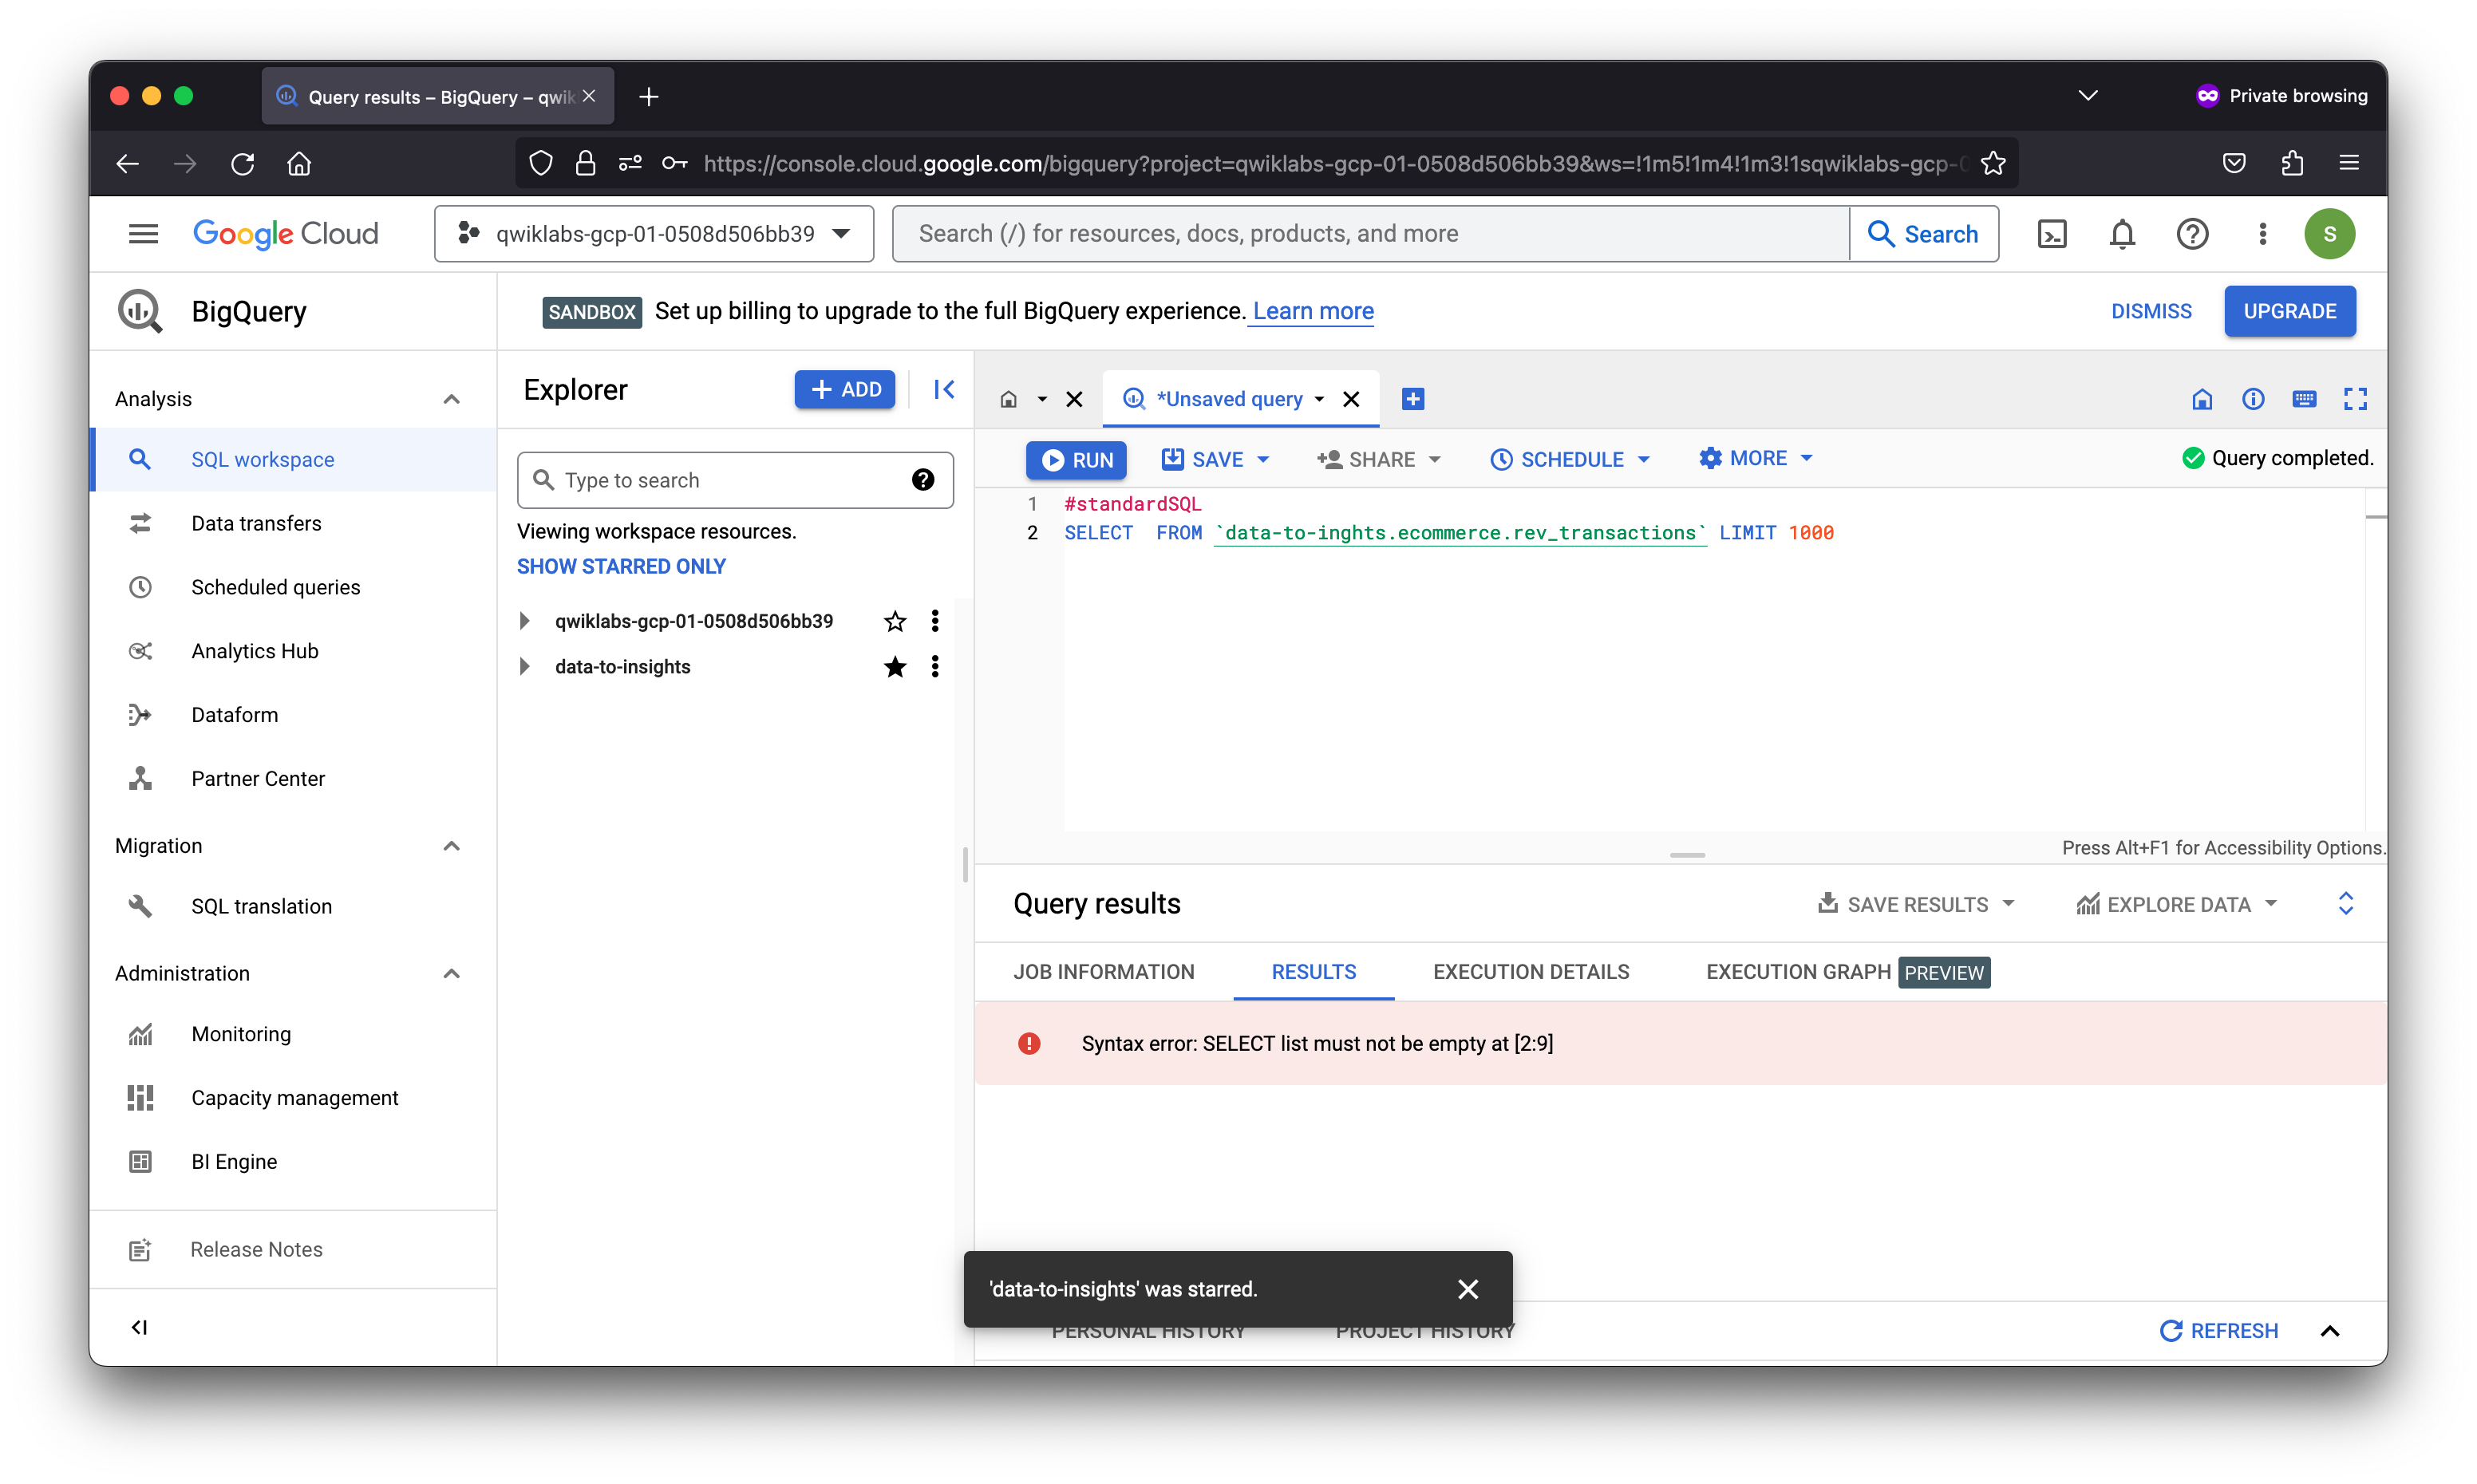 Query results – BigQuery – qwik
Private browsing
https://console.cloud.google.com/bigquery?project=qwiklabs-gcp-01-0508d506bb39&ws=!1m5!1m4!1m3!1sqwiklabs-gcp-0
Google Cloud
qwiklabs-gcp-01-0508d506bb39
Search (/) for resources, docs, products, and more
Search
S
BigQuery
SANDBOX Set up billing to upgrade to the full BigQuery experience. Learn more
DISMISS
UPGRADE
Analysis
SQL workspace
Data transfers
Scheduled queries
Analytics Hub
Dataform
Partner Center
Migration
SQL translation
Administration
Monitoring
Capacity management
BI Engine
Release Notes
Explorer
+ ADD
Type to search
Viewing workspace resources.
SHOW STARRED ONLY
qwiklabs-gcp-01-0508d506bb39
data-to-insights
*Unsaved query
RUN
SAVE
SHARE
SCHEDULE
MORE
Query completed.
1 #standardSQL
2 SELECT  FROM `data-to-inghts.ecommerce.rev_transactions` LIMIT 1000
Press Alt+F1 for Accessibility Options.
Query results
SAVE RESULTS
EXPLORE DATA
JOB INFORMATION
RESULTS
EXECUTION DETAILS
EXECUTION GRAPH PREVIEW
Syntax error: SELECT list must not be empty at [2:9]
'data-to-insights' was starred.
PERSONAL HISTORY
PROJECT HISTORY
REFRESH